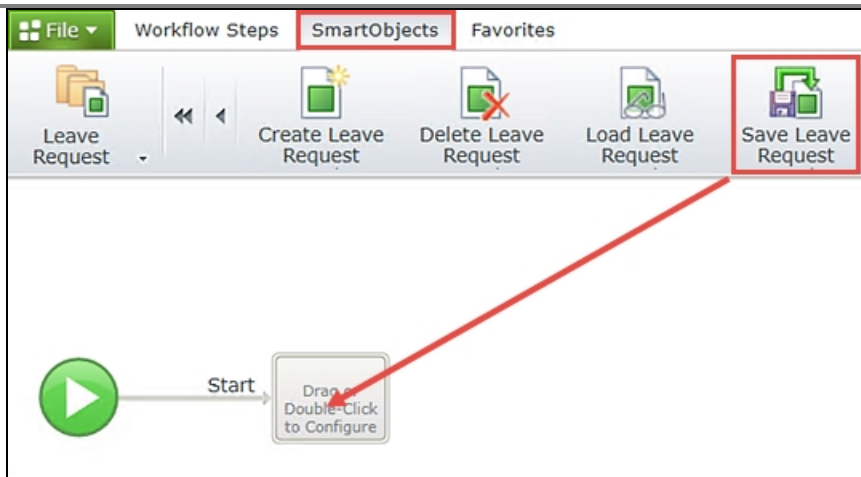 File Workflow Steps SmartObjects Favorites
Leave
Request
Create Leave
Request
Delete Leave
Request
Load Leave
Request
Save Leave
Request
Start
Drag or
Double-Click
to Configure